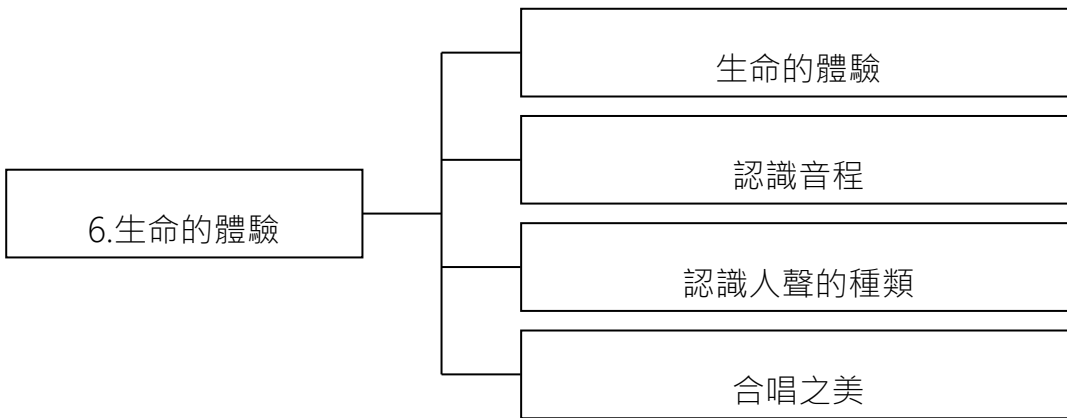 生命的體驗
認識音程
6.生命的體驗
認識人聲的種類
合唱之美